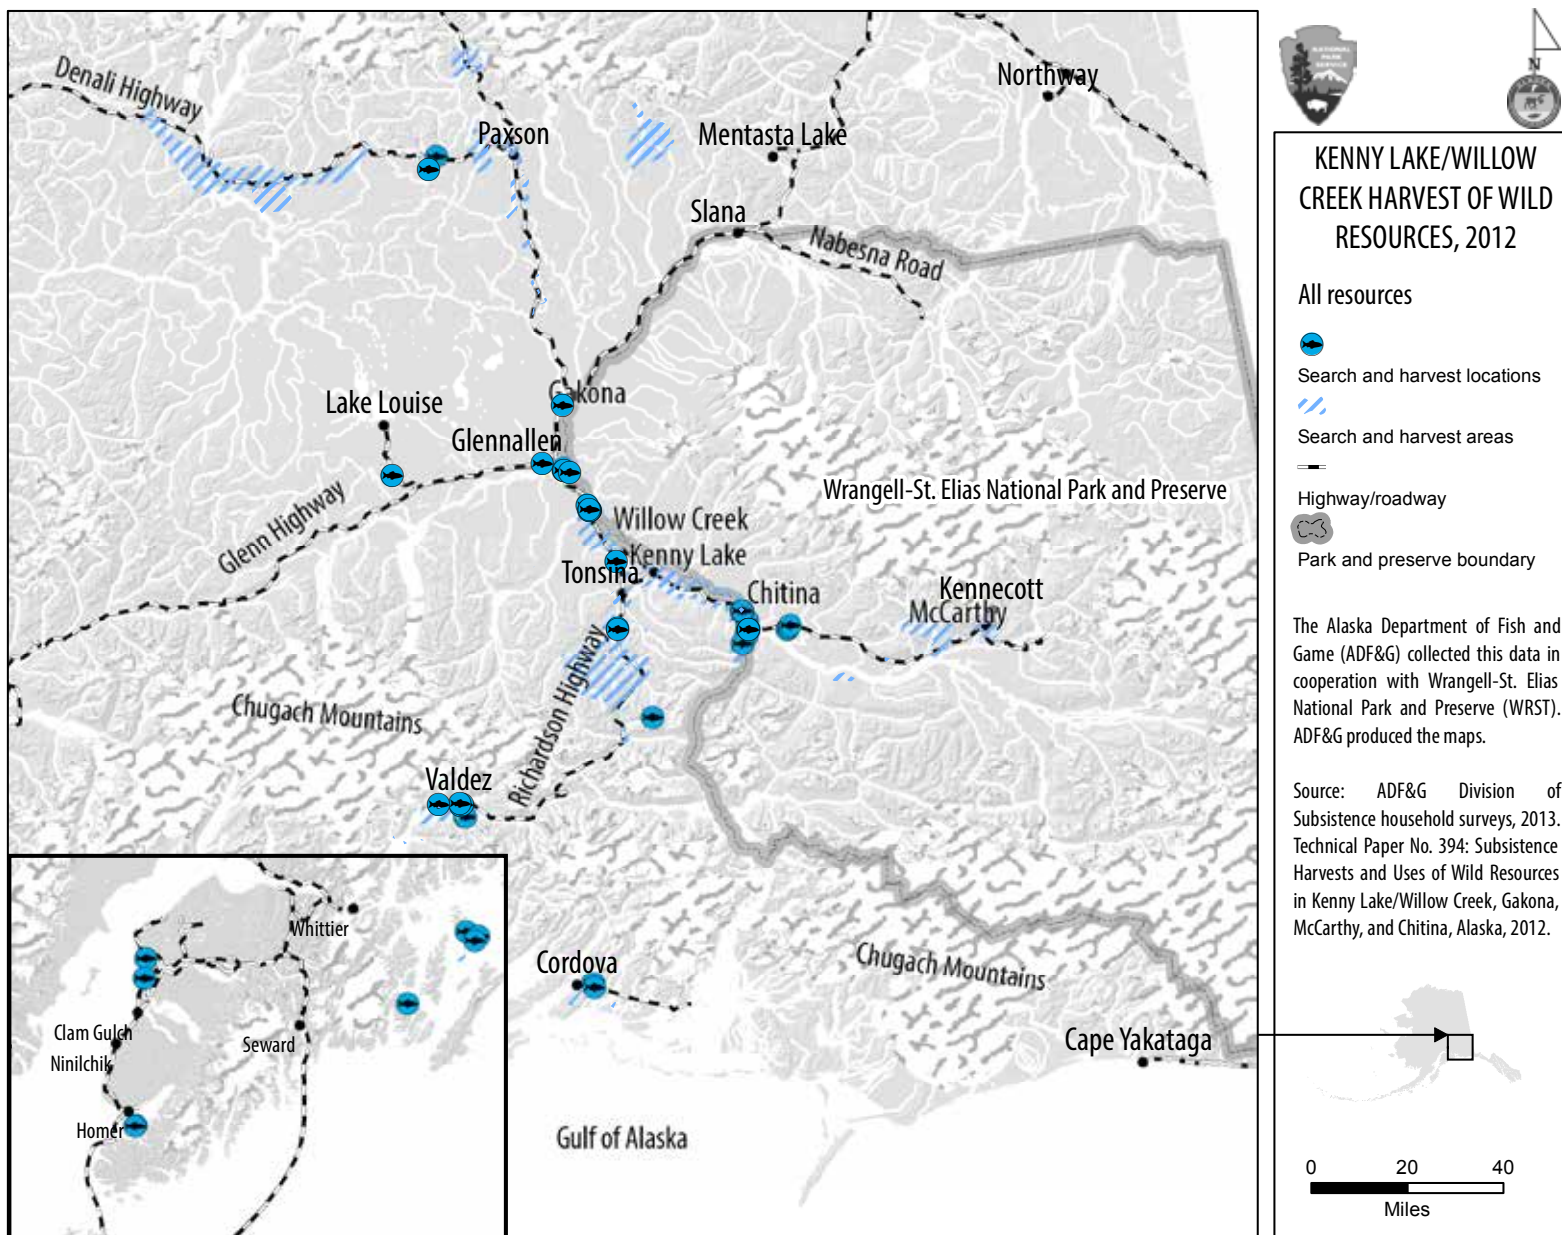 Denali Highway
Paxson
Mentasta Lake
Northway
Slana
Nabesna Road
Gakona
Lake Louise
Glennallen
Glenn Highway
Willow Creek
Kenny Lake
Tonsina
Chitina
Wrangell-St. Elias National Park and Preserve
Kennecott
McCarthy
Richardson Highway
Chugach Mountains
Valdez
Cordova
Chugach Mountains
Cape Yakataga
Gulf of Alaska
Whittier
Clam Gulch
Ninilchik
Seward
Homer
NATIONAL
PARK
SERVICE
N
KENNY LAKE/WILLOW
CREEK HARVEST OF WILD
RESOURCES, 2012
All resources
Search and harvest locations
Search and harvest areas
Highway/roadway
Park and preserve boundary
The Alaska Department of Fish and
Game (ADF&G) collected this data in
cooperation with Wrangell-St. Elias
National Park and Preserve (WRST).
ADF&G produced the maps.
Source: ADF&G Division of
Subsistence household surveys, 2013.
Technical Paper No. 394: Subsistence
Harvests and Uses of Wild Resources
in Kenny Lake/Willow Creek, Gakona,
McCarthy, and Chitina, Alaska, 2012.
0 20 40
Miles